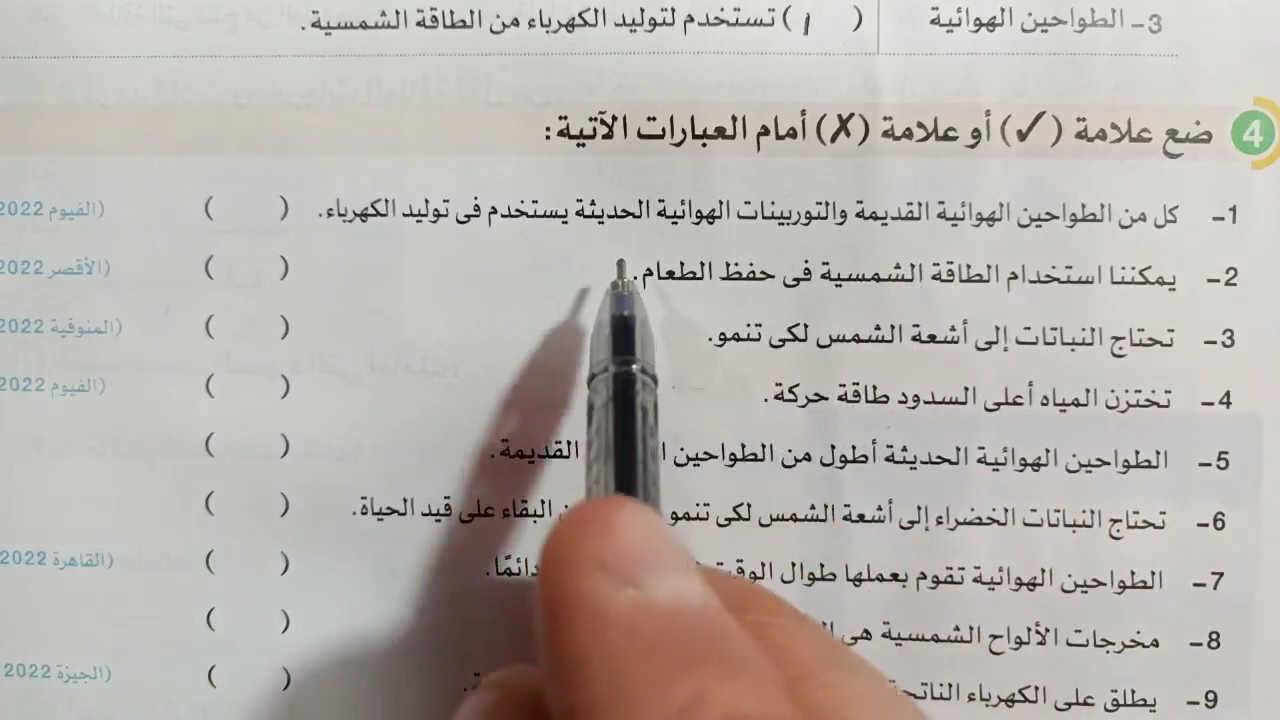 3- الطواحين الهوائية ( ١ ) تستخدم لتوليد الكهرباء من الطاقة الشمسية.
4 ضع علامة (✓) أو علامة (✗) أمام العبارات الآتية:
1- كل من الطواحين الهوائية القديمة والتوربينات الهوائية الحديثة يستخدم فى توليد الكهرباء. ( ) (الفيوم 2022
2- يمكننا استخدام الطاقة الشمسية فى حفظ الطعام. ( ) (الأقصر 2022
3- تحتاج النباتات إلى أشعة الشمس لكى تنمو. ( ) (المنوفية 2022
4- تختزن المياه أعلى السدود طاقة حركة. ( ) (الفيوم 2022
5- الطواحين الهوائية الحديثة أطول من الطواحين القديمة. ( )
6- تحتاج النباتات الخضراء إلى أشعة الشمس لكى تنمو البقاء على قيد الحياة. ( )
7- الطواحين الهوائية تقوم بعملها طوال الوقت دائمًا. ( ) (القاهرة 2022
8- مخرجات الألواح الشمسية هى ( )
9- يطلق على الكهرباء الناتجة ( ) (الجيزة 2022